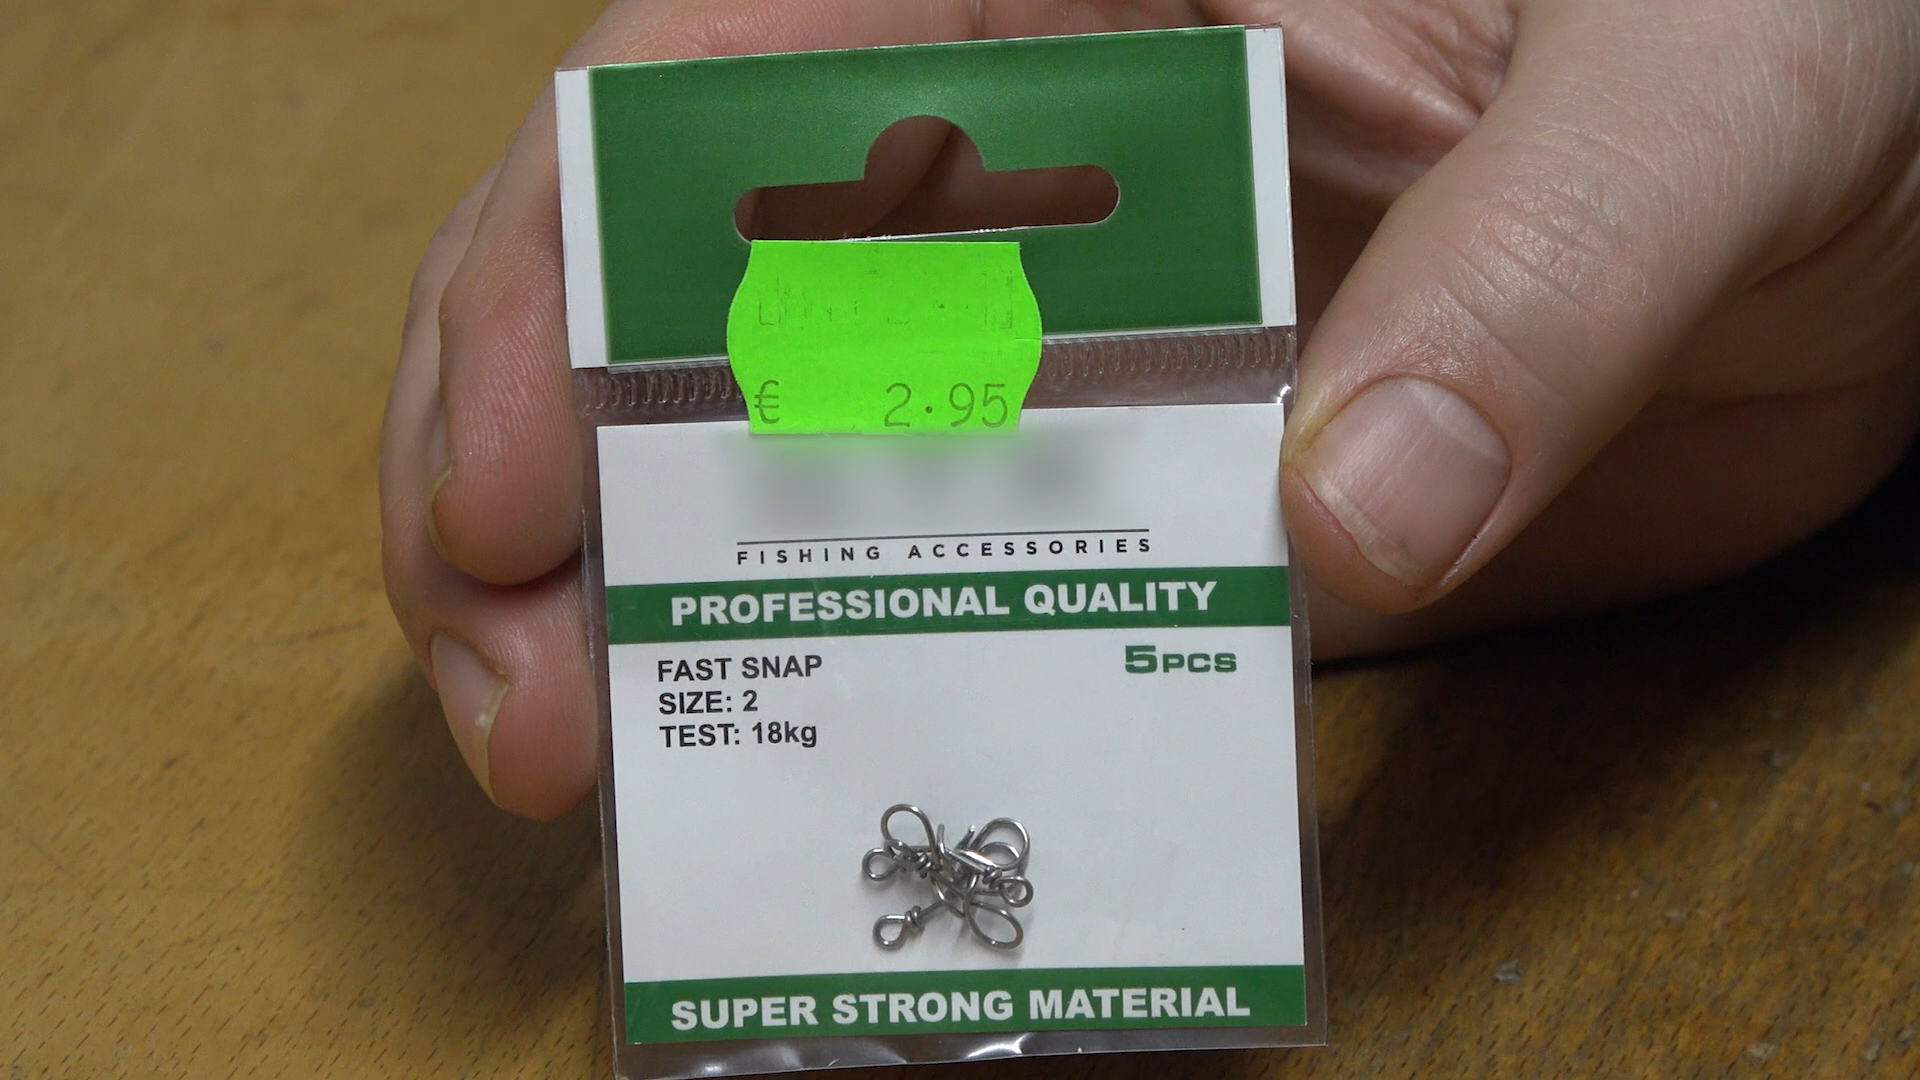 € 2.95
FISHING ACCESSORIES
PROFESSIONAL QUALITY
FAST SNAP
5PCS
SIZE: 2
TEST: 18kg
SUPER STRONG MATERIAL